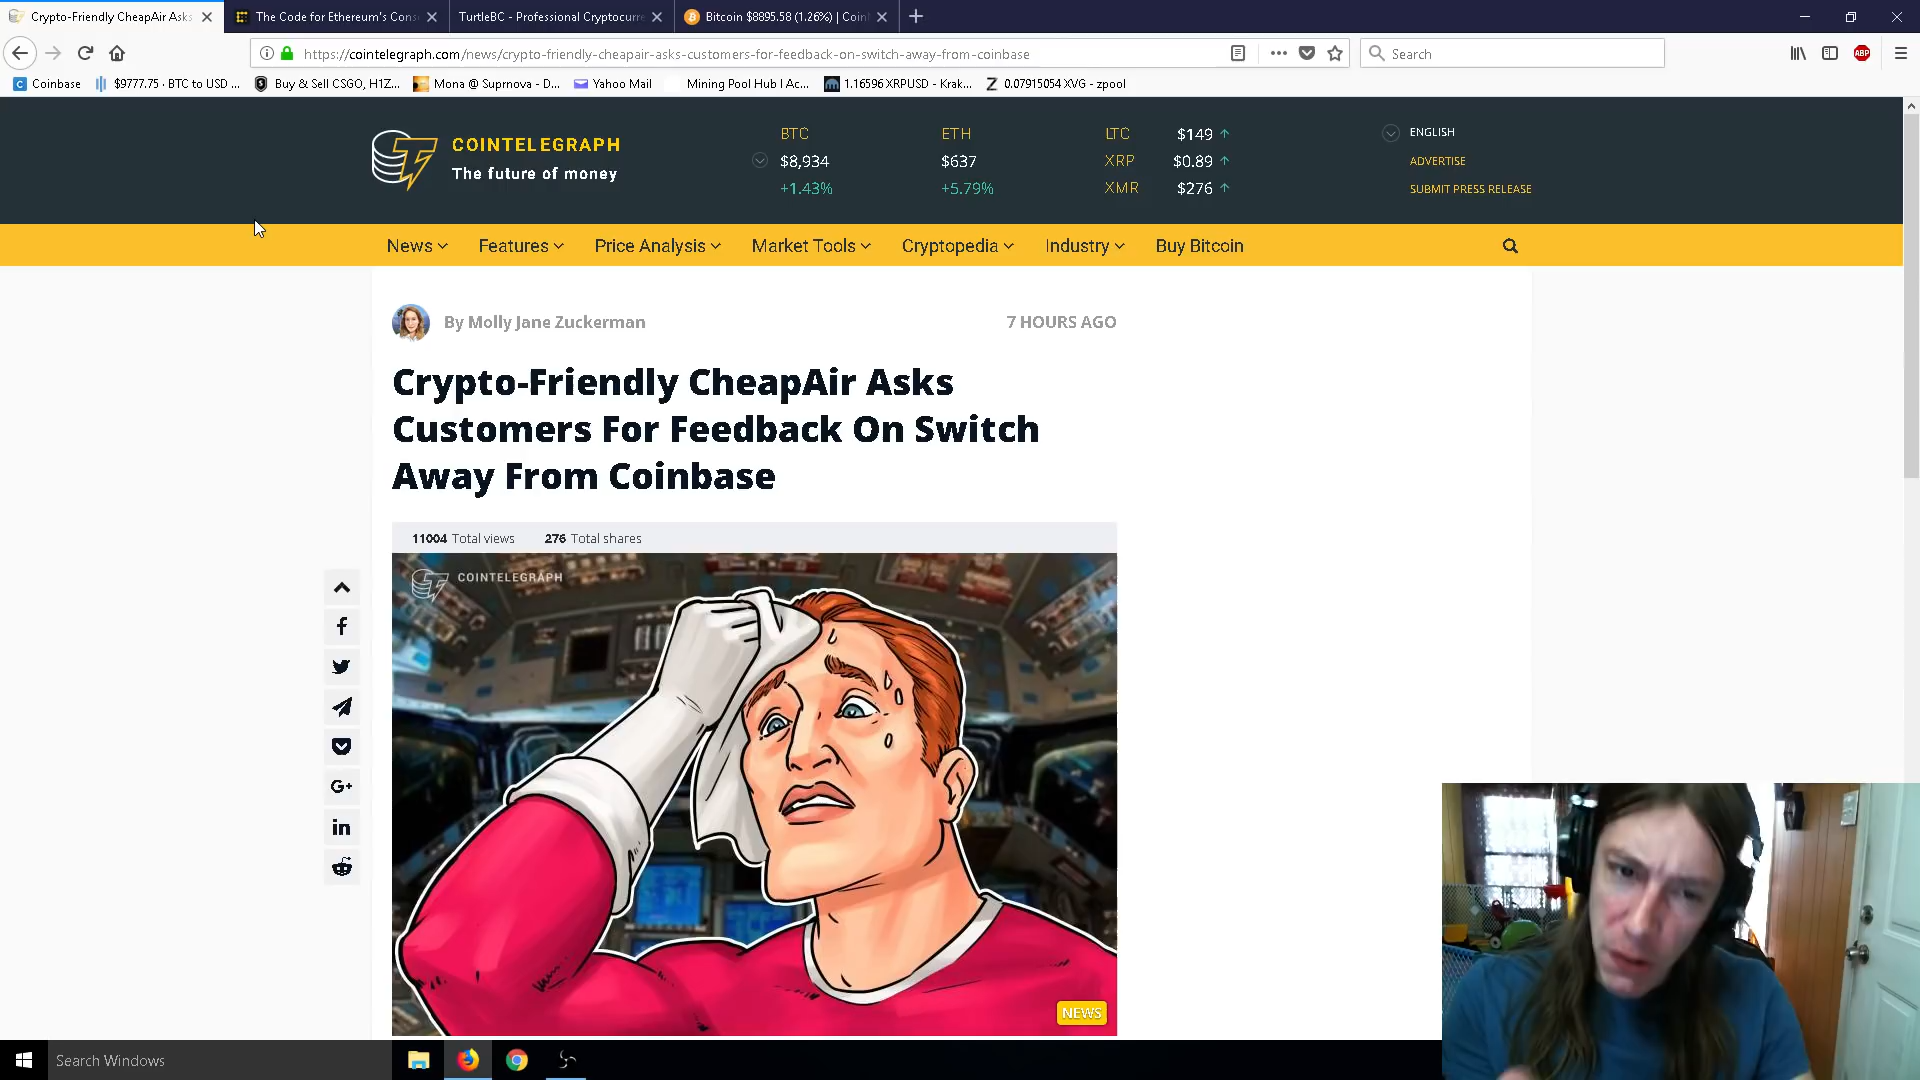 Crypto-Friendly CheapAir Asks
The Code for Ethereum's Cons
TurtleBC - Professional Cryptocurre
Bitcoin $8895.58 (1.26%) | Coin
https://cointelegraph.com/news/crypto-friendly-cheapair-asks-customers-for-feedback-on-switch-away-from-coinbase
Search
ABP
Coinbase
$9777.75 · BTC to USD ...
Buy & Sell CSGO, H1Z...
Mona @ Suprnova - D...
Yahoo Mail
Mining Pool Hub | Ac...
1.16596 XRPUSD - Krak...
0.07915054 XVG - zpool
COINTELEGRAPH
The future of money
BTC
$8,934
+1.43%
ETH
$637
+5.79%
LTC $149
XRP $0.89
XMR $276
ENGLISH
ADVERTISE
SUBMIT PRESS RELEASE
News
Features
Price Analysis
Market Tools
Cryptopedia
Industry
Buy Bitcoin
By Molly Jane Zuckerman
7 HOURS AGO
Crypto-Friendly CheapAir Asks
Customers For Feedback On Switch
Away From Coinbase
11004 Total views
276 Total shares
COINTELEGRAPH
NEWS
Search Windows